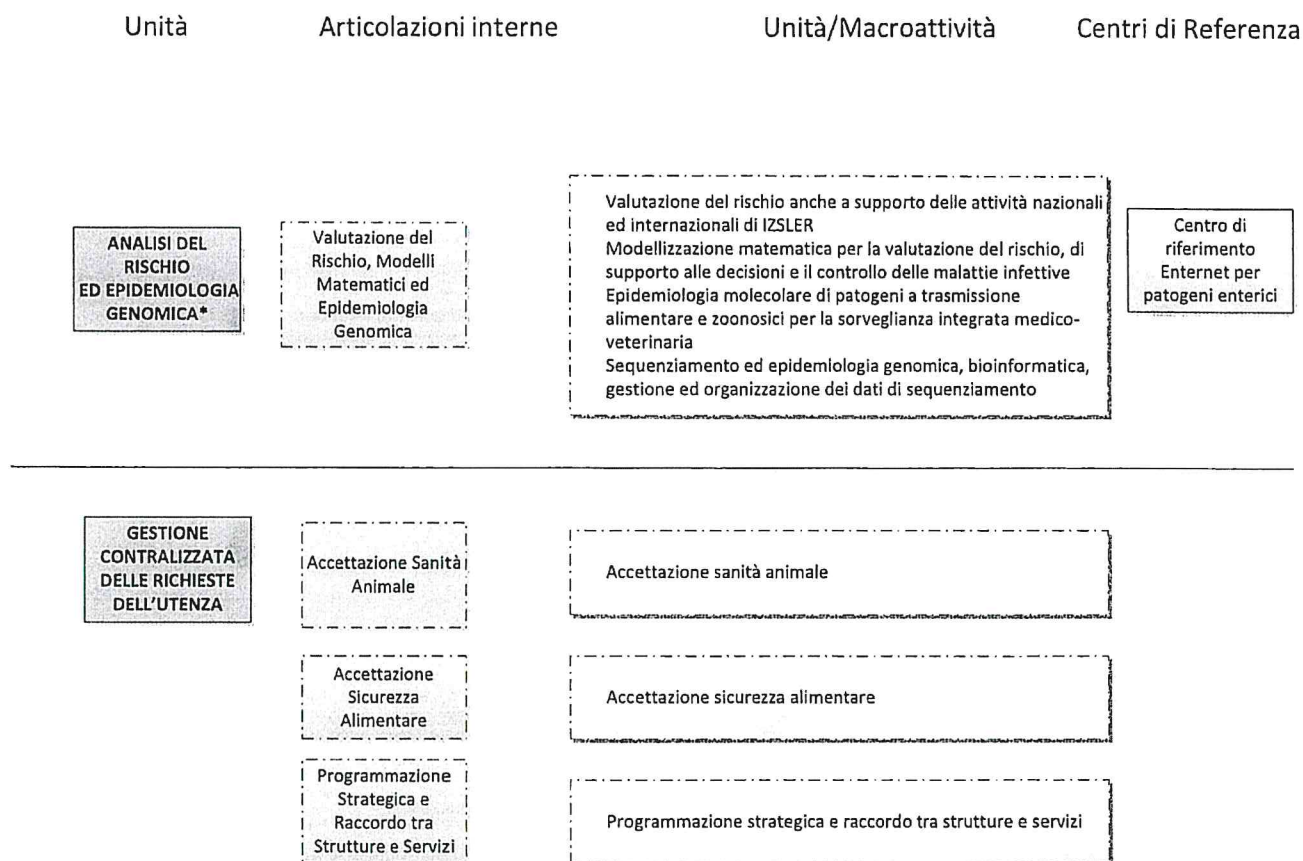 Unità
Articolazioni interne
Unità/Macroattività
Centri di Referenza
ANALISI DEL
RISCHIO
ED EPIDEMIOLOGIA
GENOMICA*
Valutazione del
Rischio, Modelli
Matematici ed
Epidemiologia
Genomica
Valutazione del rischio anche a supporto delle attività nazionali
ed internazionali di IZSLER
Modellizzazione matematica per la valutazione del rischio, di
supporto alle decisioni e il controllo delle malattie infettive
Epidemiologia molecolare di patogeni a trasmissione
alimentare e zoonosici per la sorveglianza integrata medico-
veterinaria
Sequenziamento ed epidemiologia genomica, bioinformatica,
gestione ed organizzazione dei dati di sequenziamento
Centro di
riferimento
Enternet per
patogeni enterici
GESTIONE
CONTRALIZZATA
DELLE RICHIESTE
DELL'UTENZA
Accettazione Sanità
Animale
Accettazione sanità animale
Accettazione
Sicurezza
Alimentare
Accettazione sicurezza alimentare
Programmazione
Strategica e
Raccordo tra
Strutture e Servizi
Programmazione strategica e raccordo tra strutture e servizi